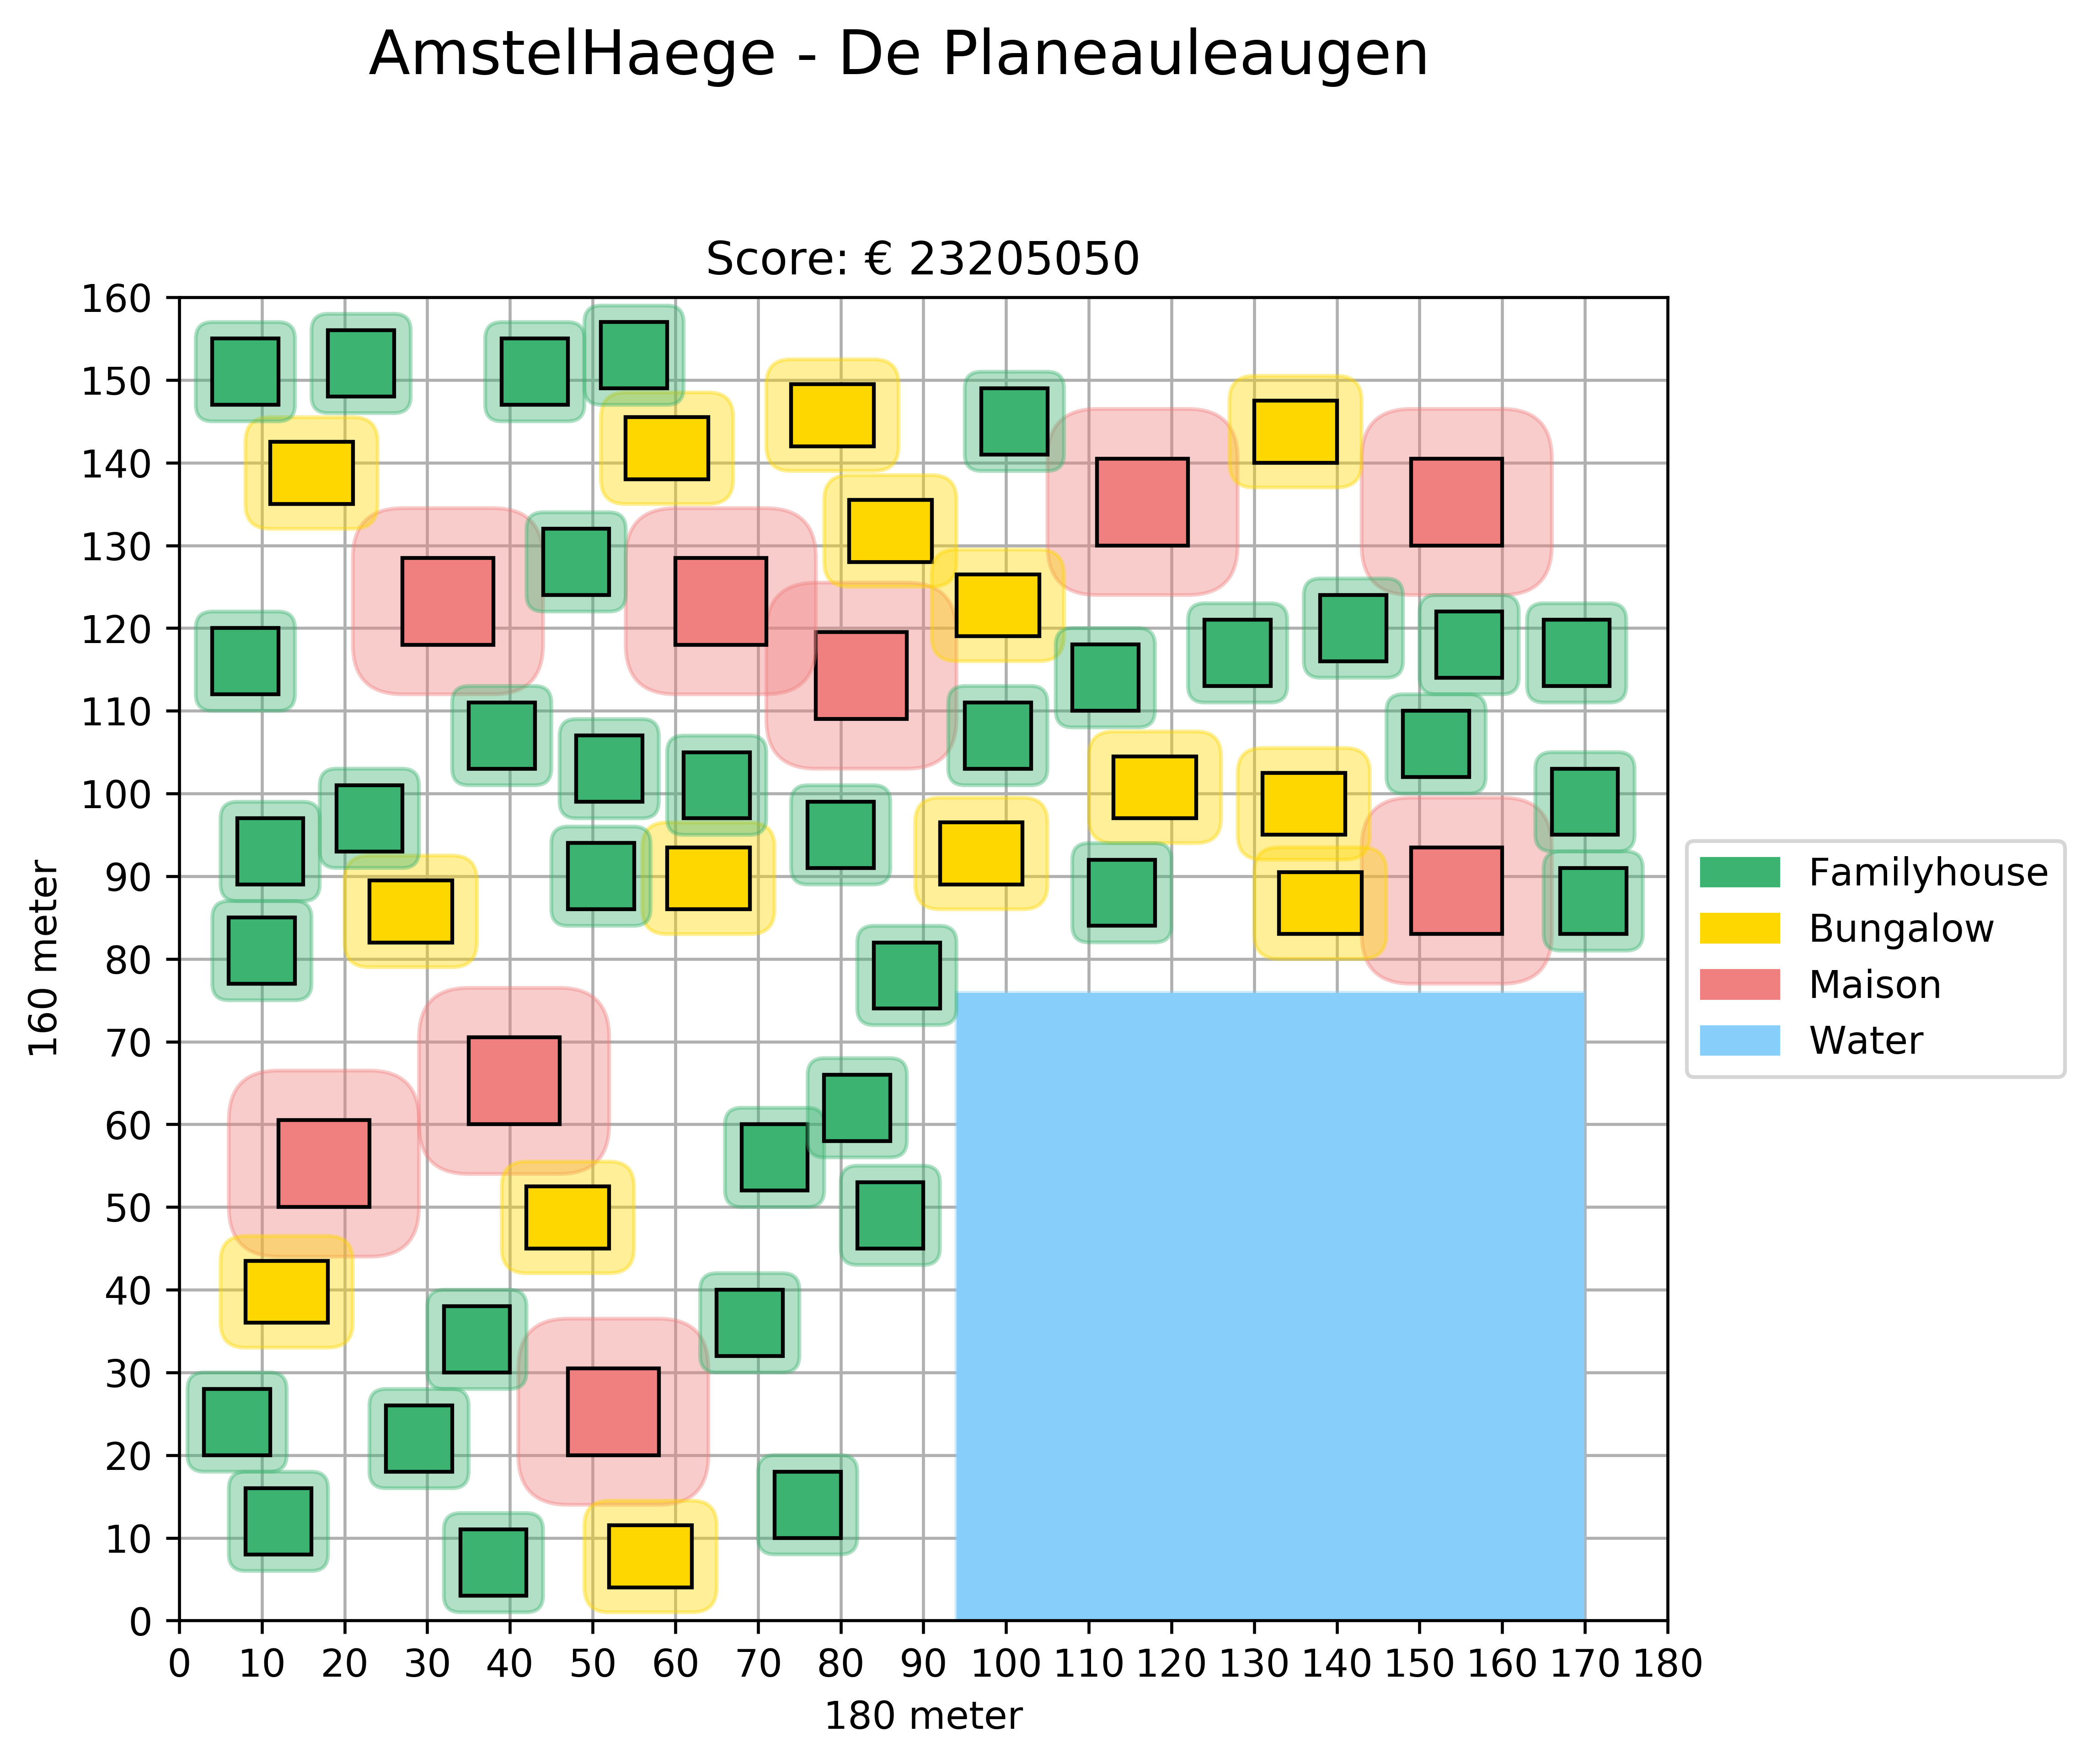 AmstelHaege - De Planeauleaugen
Score: € 23205050
160
150
140
130
120
110
100
90
80
70
60
50
40
30
20
10
0
160 meter
0 10 20 30 40 50 60 70 80 90 100 110 120 130 140 150 160 170 180
180 meter
Familyhouse
Bungalow
Maison
Water